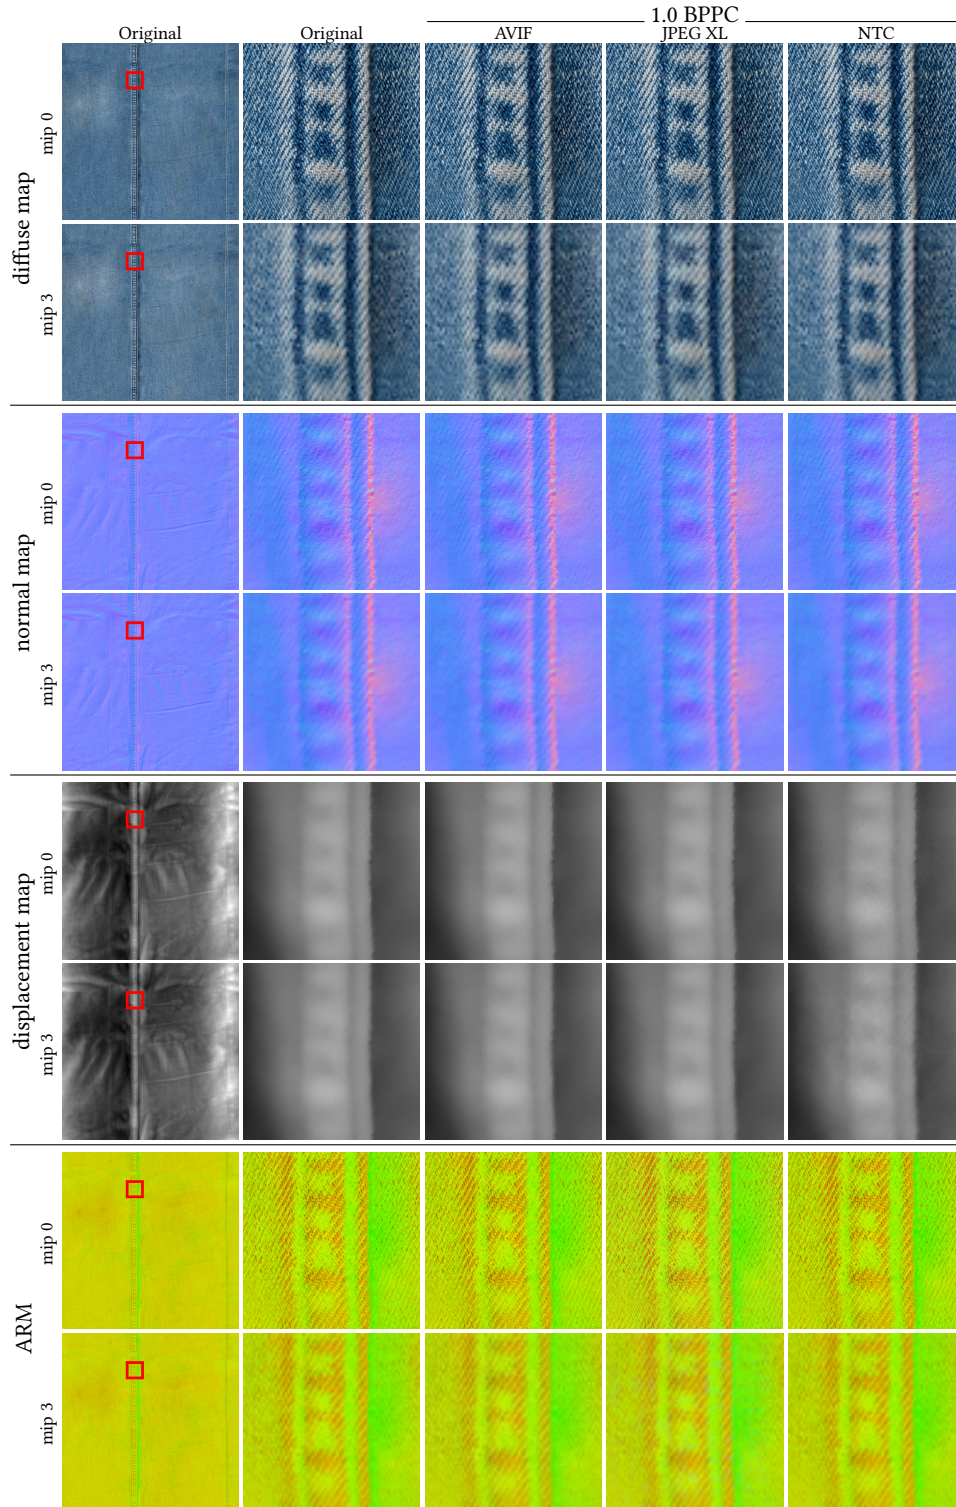 1.0 BPPC
Original
Original
AVIF
JPEG XL
NTC
diffuse map
mip 0
mip 3
normal map
mip 0
mip 3
displacement map
mip 0
mip 3
ARM
mip 0
mip 3